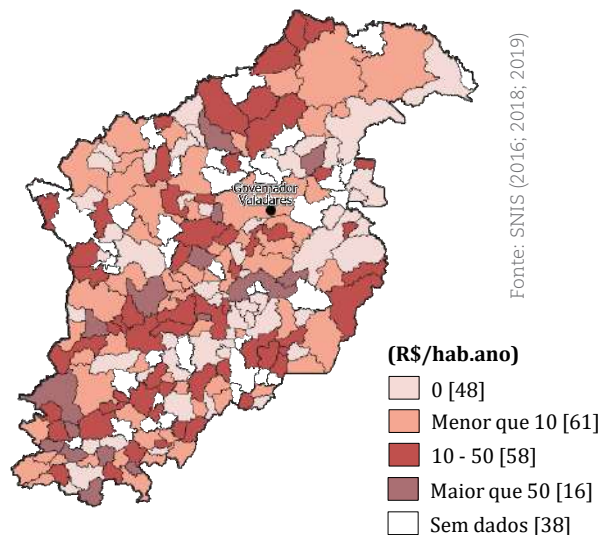 Fonte: SNIS (2016; 2018; 2019)
Governador
Valadares
(R$/hab.ano)
0 [48]
Menor que 10 [61]
10 - 50 [58]
Maior que 50 [16]
Sem dados [38]